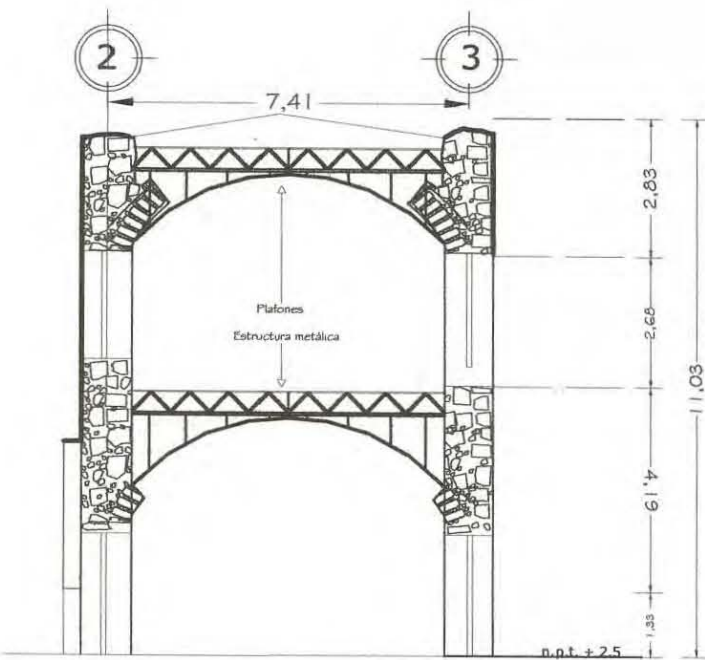 2
3
7,41
2,83
Plafones
Estructura metálica
2,68
11,03
4,19
1,33
n.p.t. + 2.5